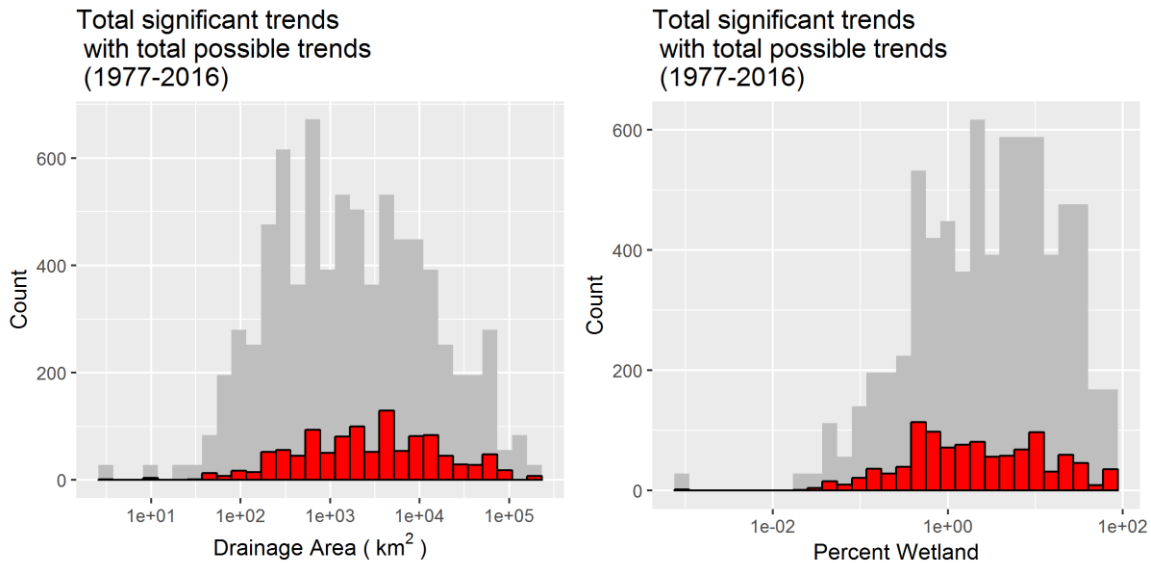 Total significant trends
with total possible trends
(1977-2016)
Count
600
400
200
0
1e+01 1e+02 1e+03 1e+04 1e+05
Drainage Area ( km² )
Total significant trends
with total possible trends
(1977-2016)
Count
600
400
200
0
1e-02 1e+00 1e+02
Percent Wetland